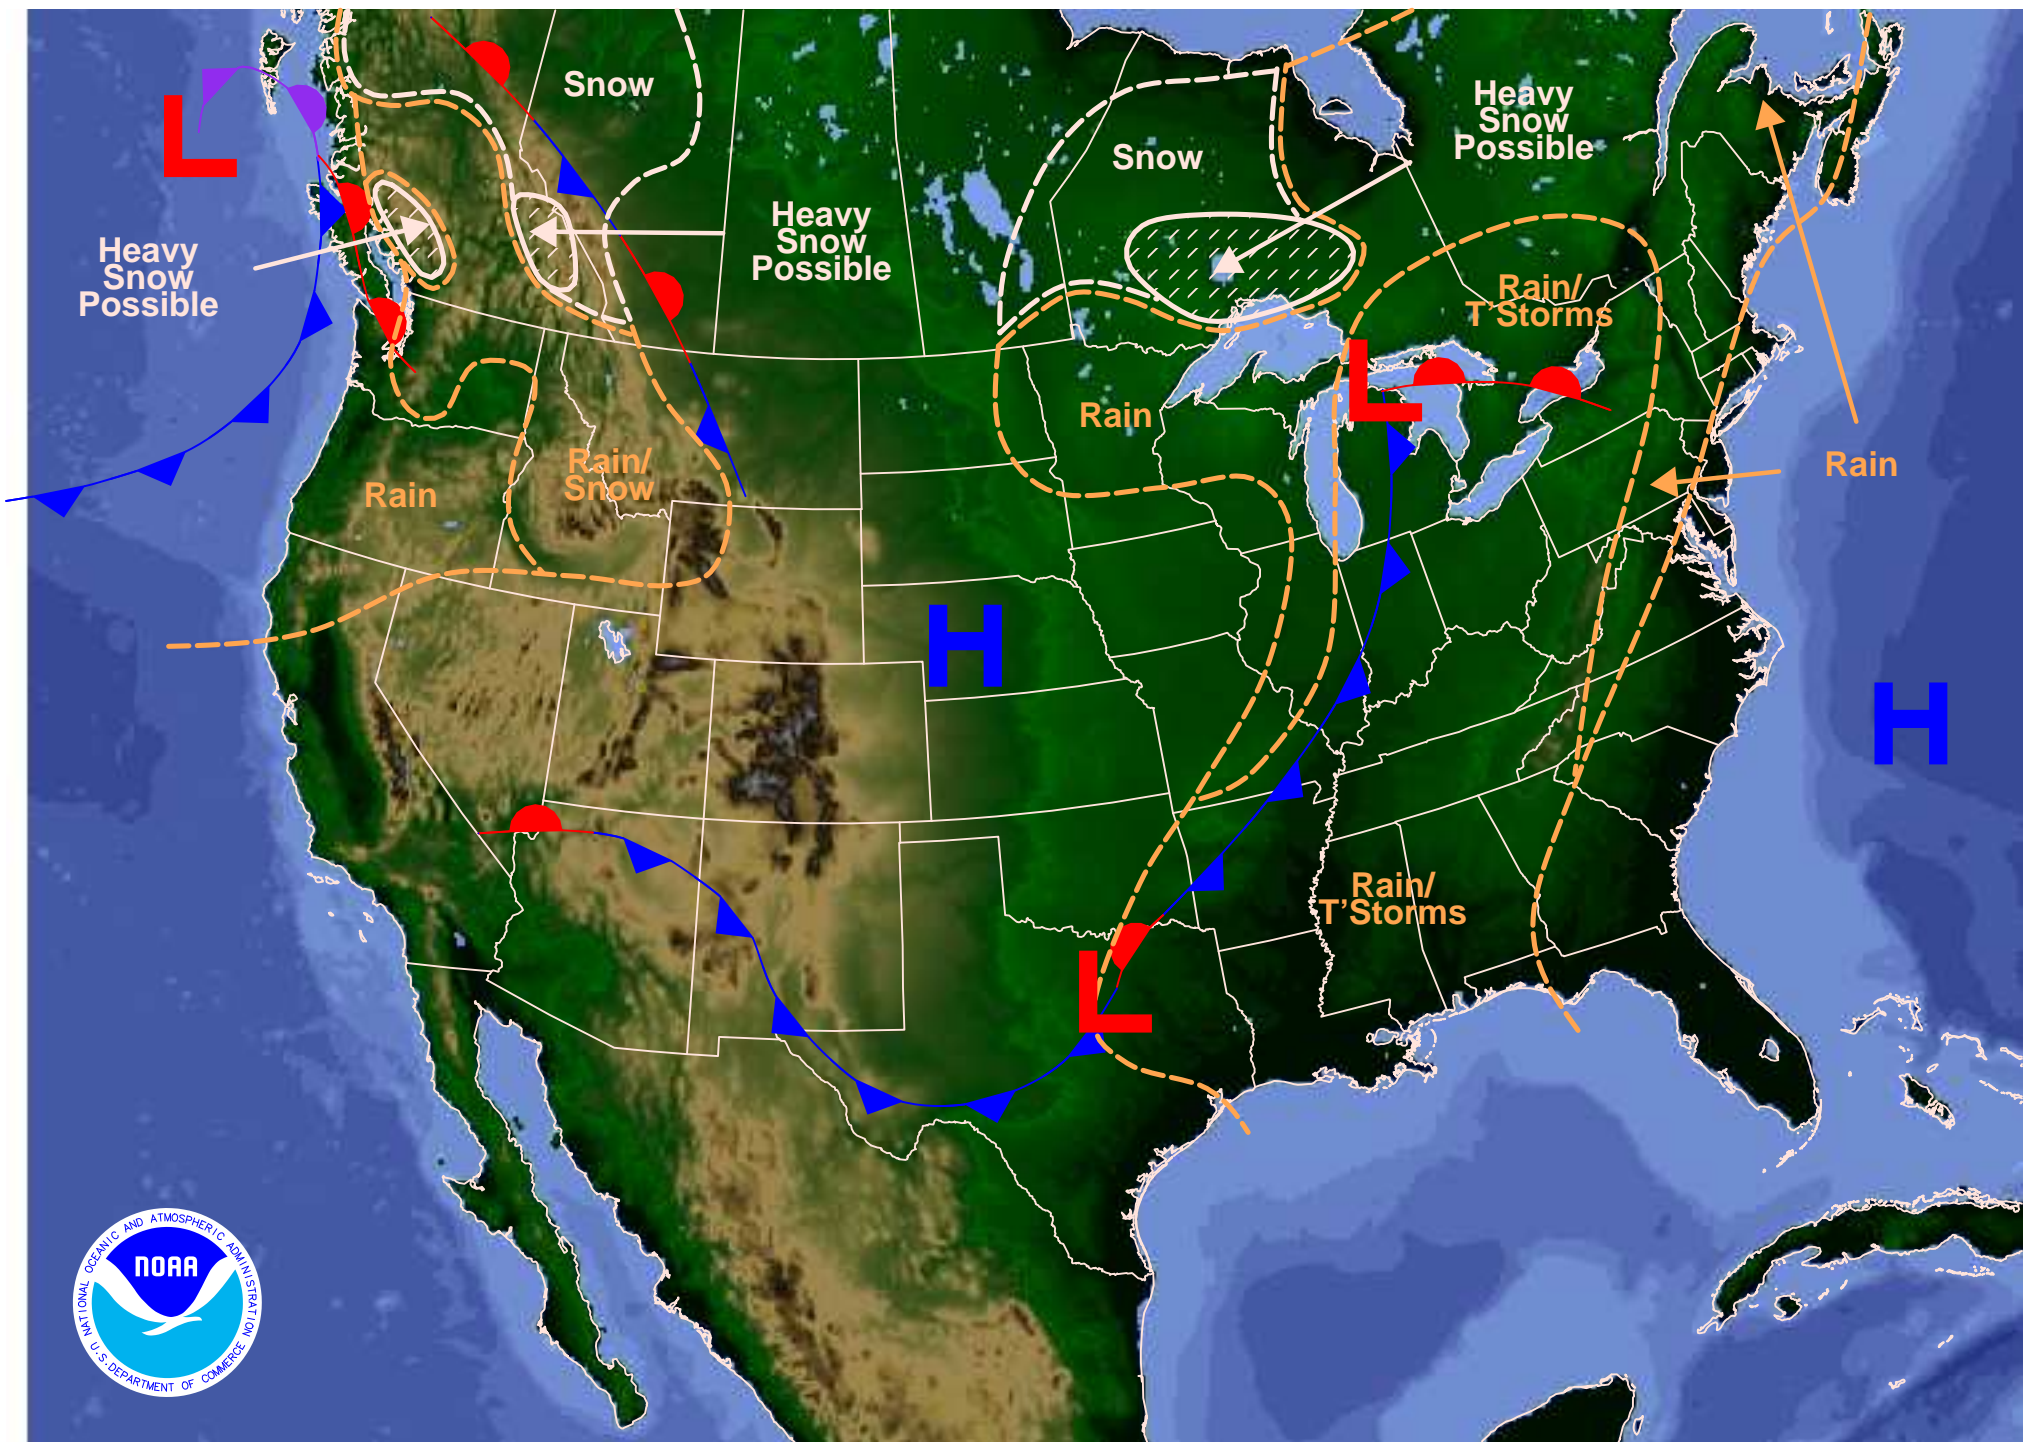 Snow
Heavy
Snow
Possible
Snow
Heavy
Snow
Possible
Heavy
Snow
Possible
Rain/
T'Storms
Rain
Rain/
Snow
Rain
Rain
L
L
H
H
Rain/
T'Storms
L
NOAA
NATIONAL OCEANIC AND ATMOSPHERIC ADMINISTRATION
U.S. DEPARTMENT OF COMMERCE